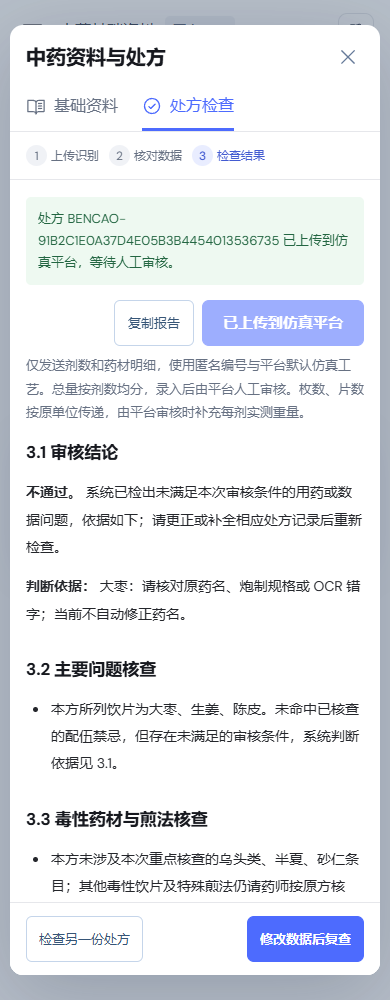 中药资料与处方
基础资料
处方检查
1 上传识别 2 核对数据 3 检查结果
处方 BENCAO-
91B2C1E0A37D4E05B3B4454013536735 已上传到仿
真平台，等待人工审核。
复制报告
已上传到仿真平台
仅发送剂数和药材明细，使用匿名编号与平台默认仿真工
艺。总量按剂数均分，录入后由平台人工审核。枚数、片数
按原单位传递，由平台审核时补充每剂实测重量。
3.1 审核结论
不通过。 系统已检出未满足本次审核条件的用药或数
据问题，依据如下；请更正或补全相应处方记录后重新
检查。
判断依据： 大枣：请核对原药名、炮制规格或 OCR 错
字；当前不自动修正药名。
3.2 主要问题核查
• 本方所列饮片为大枣、生姜、陈皮。未命中已核查
的配伍禁忌，但存在未满足的审核条件，系统判断
依据见 3.1。
3.3 毒性药材与煎法核查
• 本方未涉及本次重点核查的乌头类、半夏、砂仁条
目；其他毒性饮片及特殊煎法仍请药师按原方核
检查另一份处方
修改数据后复查